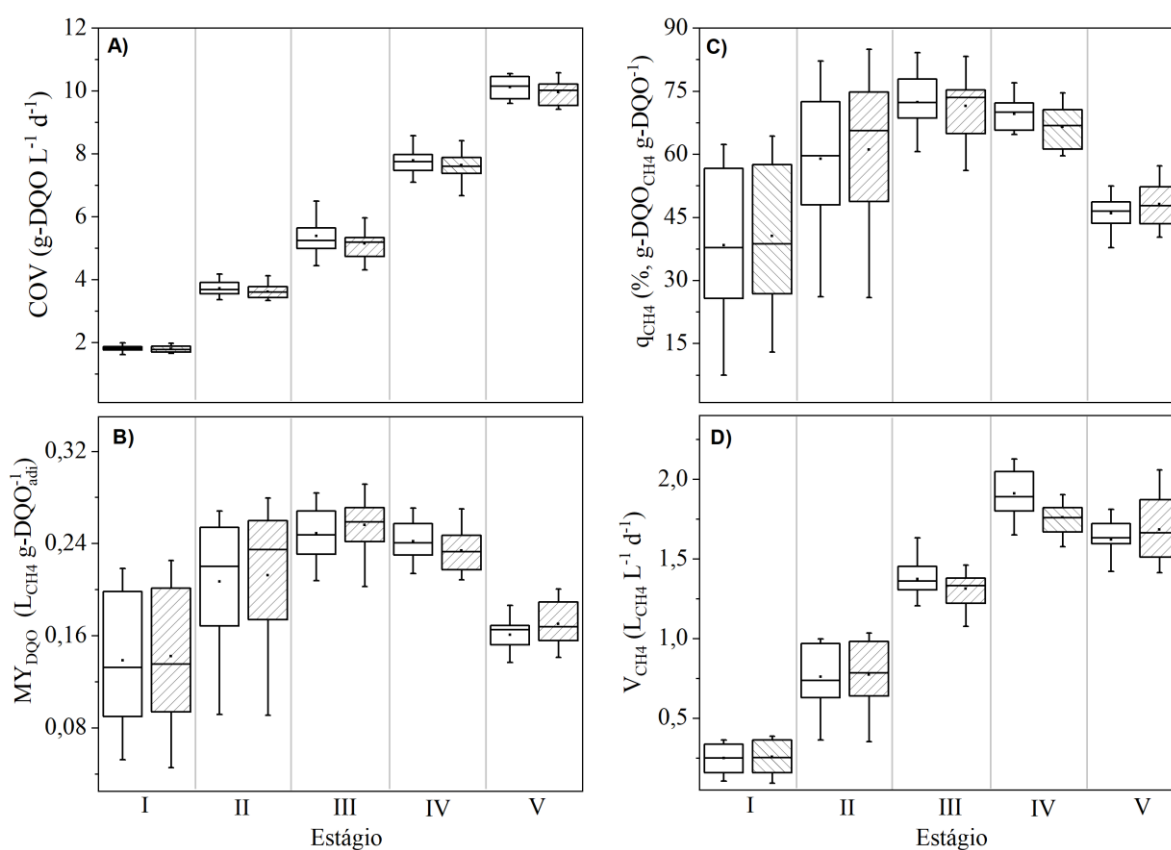 A)
COV (g-DQO L⁻¹ d⁻¹)
12
10
8
6
4
2
B)
MY_DQO (L_CH4 g-DQO⁻¹_adi)
0,32
0,24
0,16
0,08
I II III IV V
Estágio
C)
q_CH4 (%, g-DQO_CH4 g-DQO⁻¹)
90
75
60
45
30
15
D)
V_CH4 (L_CH4 L⁻¹ d⁻¹)
2,0
1,5
1,0
0,5
I II III IV V
Estágio